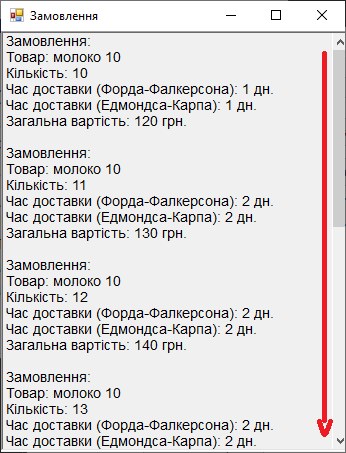 Замовлення
Замовлення:
Товар: молоко 10
Кількість: 10
Час доставки (Форда-Фалкерсона): 1 дн.
Час доставки (Едмондса-Карпа): 1 дн.
Загальна вартість: 120 грн.
Замовлення:
Товар: молоко 10
Кількість: 11
Час доставки (Форда-Фалкерсона): 2 дн.
Час доставки (Едмондса-Карпа): 2 дн.
Загальна вартість: 130 грн.
Замовлення:
Товар: молоко 10
Кількість: 12
Час доставки (Форда-Фалкерсона): 2 дн.
Час доставки (Едмондса-Карпа): 2 дн.
Загальна вартість: 140 грн.
Замовлення:
Товар: молоко 10
Кількість: 13
Час доставки (Форда-Фалкерсона): 2 дн.
Час доставки (Едмондса-Карпа): 2 дн.